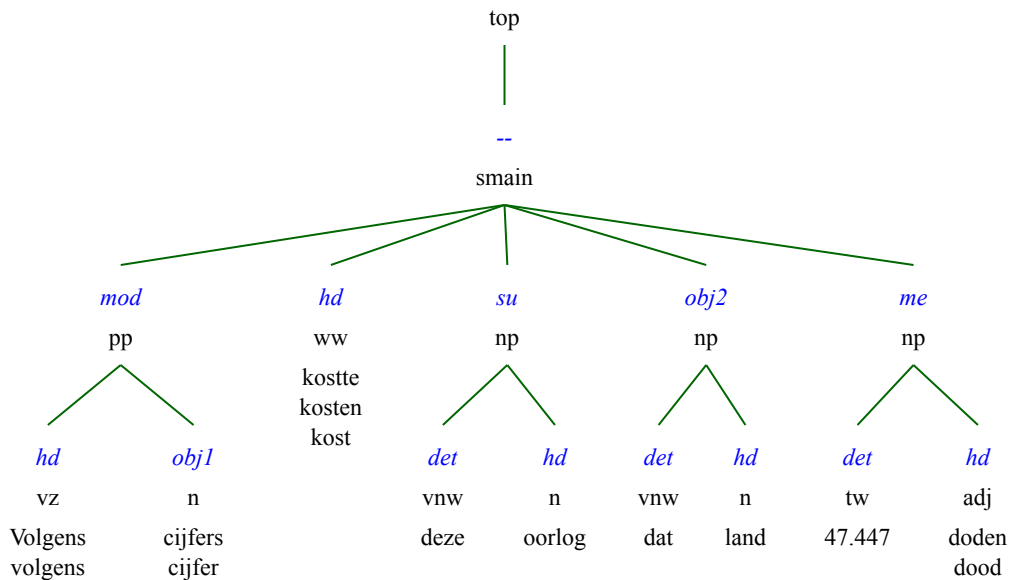 top
--
smain
mod hd su obj2 me
pp ww np np np
kostte
kosten
kost
hd obj1 det hd det hd det hd
vz n vnw n vnw n tw adj
Volgens cijfers deze oorlog dat land 47.447 doden
volgens cijfer dood